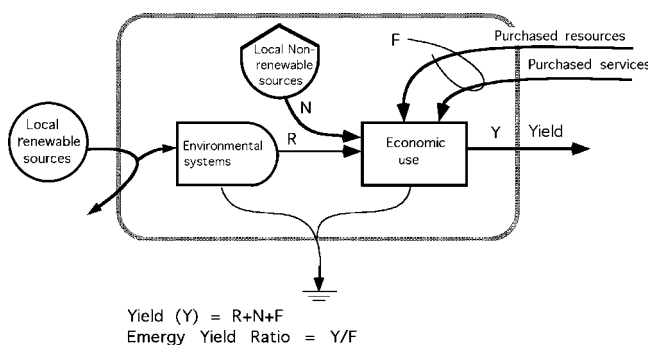 Purchased resources
F
Local Non-
renewable
sources
Purchased services
N
Local
renewable
sources
Environmental
systems
R
Economic
use
Y Yield
Yield (Y) = R+N+F
Emergy Yield Ratio = Y/F